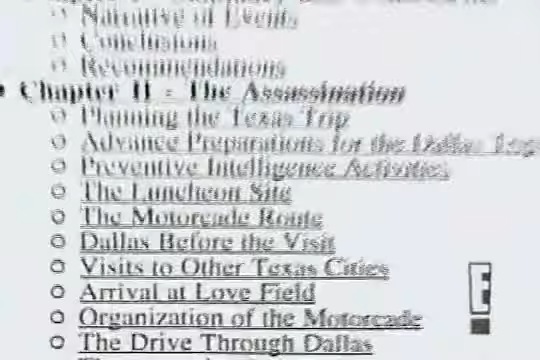 Narrative of Events
Conclusions
Recommendations
Chapter II - The Assassination
Planning the Texas Trip
Advance Preparations for the Dallas
Preventive Intelligence Activities
The Luncheon Site
The Motorcade Route
Dallas Before the Visit
Visits to Other Texas Cities
Arrival at Love Field
Organization of the Motorcade
The Drive Through Dallas